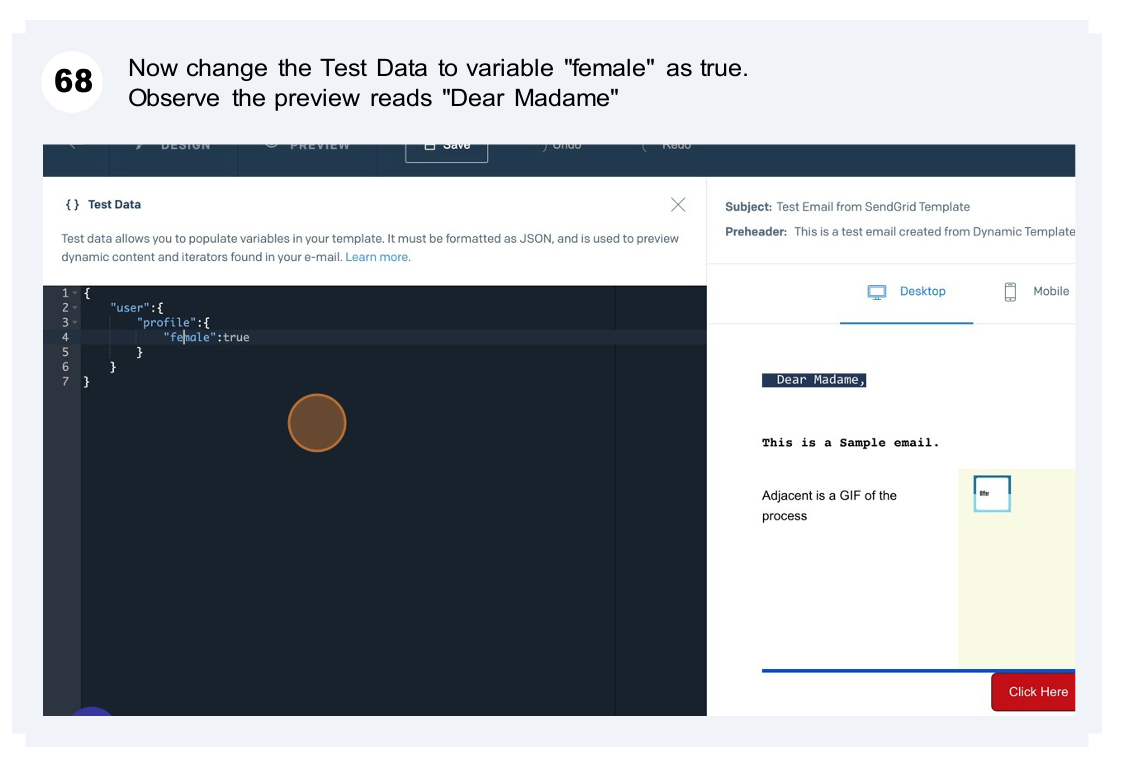 68
Now change the Test Data to variable "female" as true.
Observe the preview reads "Dear Madame"
DESIGN PREVIEW Save Undo Redo
{} Test Data
Test data allows you to populate variables in your template. It must be formatted as JSON, and is used to preview
dynamic content and iterators found in your e-mail. Learn more.
1 {
2 "user":{
3 "profile":{
4 "female":true
5 }
6 }
7 }
Subject: Test Email from SendGrid Template
Preheader: This is a test email created from Dynamic Template
Desktop Mobile
Dear Madame,
This is a Sample email.
Adjacent is a GIF of the
process
Offer
Click Here